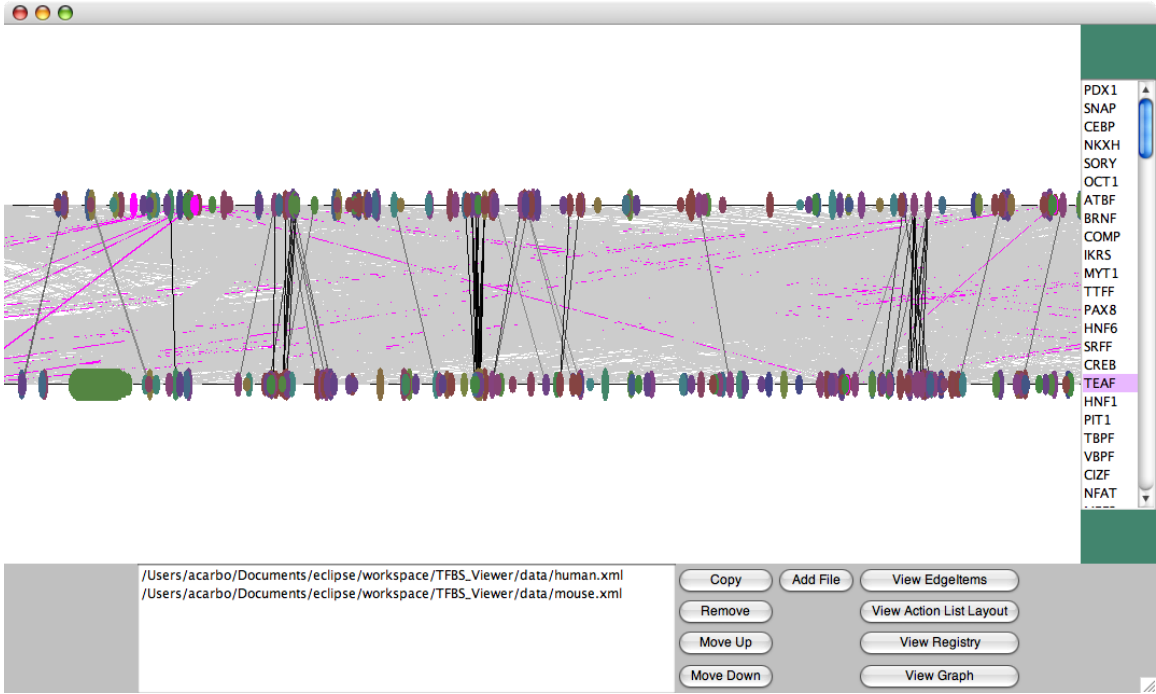 PDX1
SNAP
CEBP
NKXH
SORY
OCT1
ATBF
BRNF
COMP
IKRS
MYT1
TTFF
PAX8
HNF6
SRFF
CREB
TEAF
HNF1
PIT1
TBPF
VBPF
CIZF
NFAT
/Users/acarbo/Documents/eclipse/workspace/TFBS_Viewer/data/human.xml
/Users/acarbo/Documents/eclipse/workspace/TFBS_Viewer/data/mouse.xml
Copy Add File View EdgeItems
Remove View Action List Layout
Move Up View Registry
Move Down View Graph